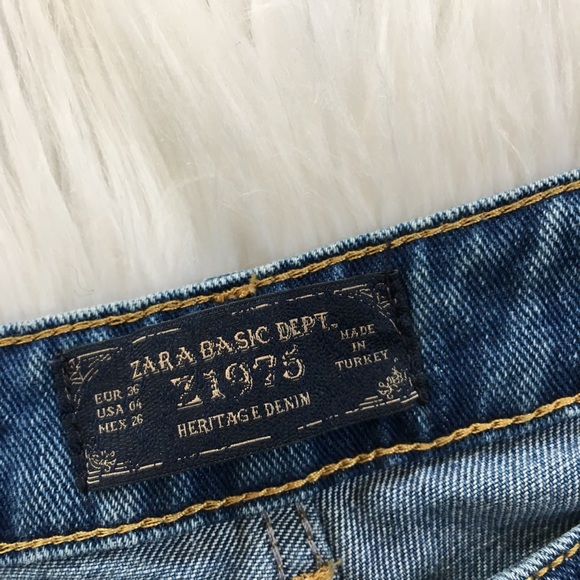 ZARA BASIC DEPT.
Z1975
HERITAGE DENIM
EUR 36
USA 04
MEX 26
MADE
IN
TURKEY